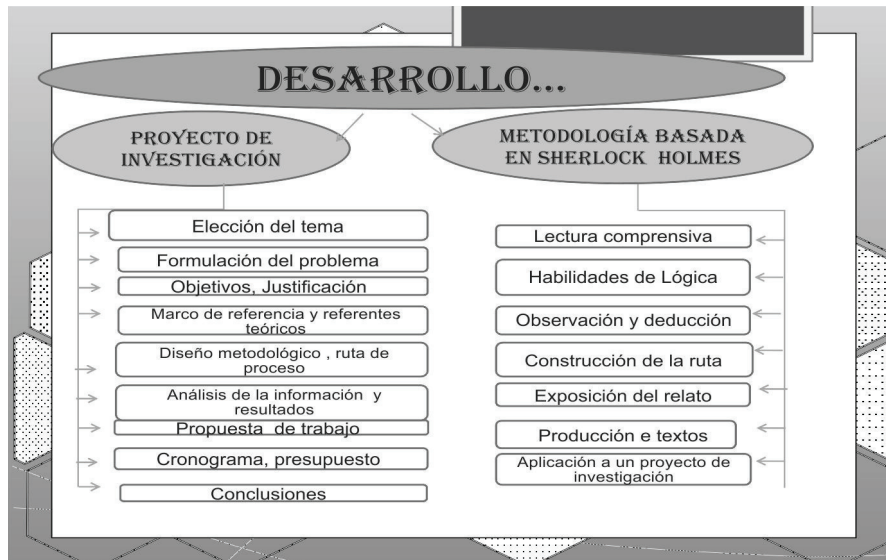 DESARROLLO...
PROYECTO DE
INVESTIGACIÓN
Elección del tema
Formulación del problema
Objetivos, Justificación
Marco de referencia y referentes
teóricos
Diseño metodológico , ruta de
proceso
Análisis de la información y
resultados
Propuesta de trabajo
Cronograma, presupuesto
Conclusiones
METODOLOGÍA BASADA
EN SHERLOCK HOLMES
Lectura comprensiva
Habilidades de Lógica
Observación y deducción
Construcción de la ruta
Exposición del relato
Producción e textos
Aplicación a un proyecto de
investigación